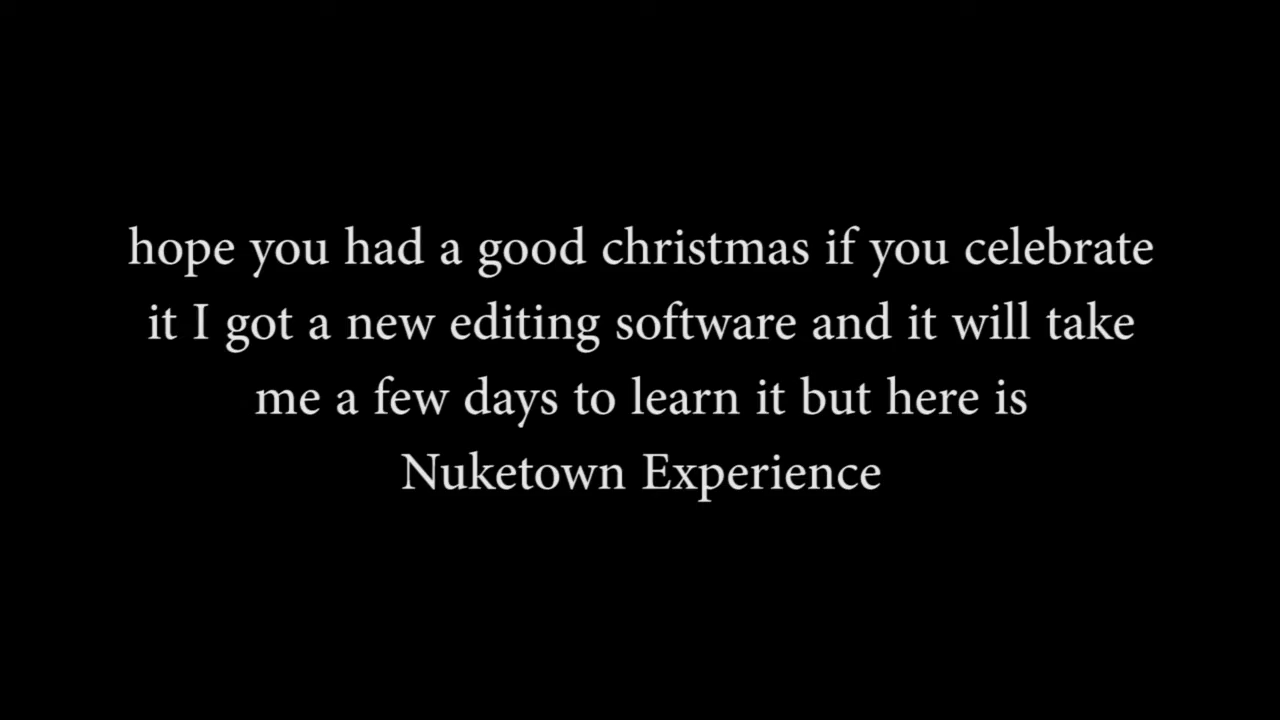 hope you had a good christmas if you celebrate
it I got a new editing software and it will take
me a few days to learn it but here is
Nuketown Experience